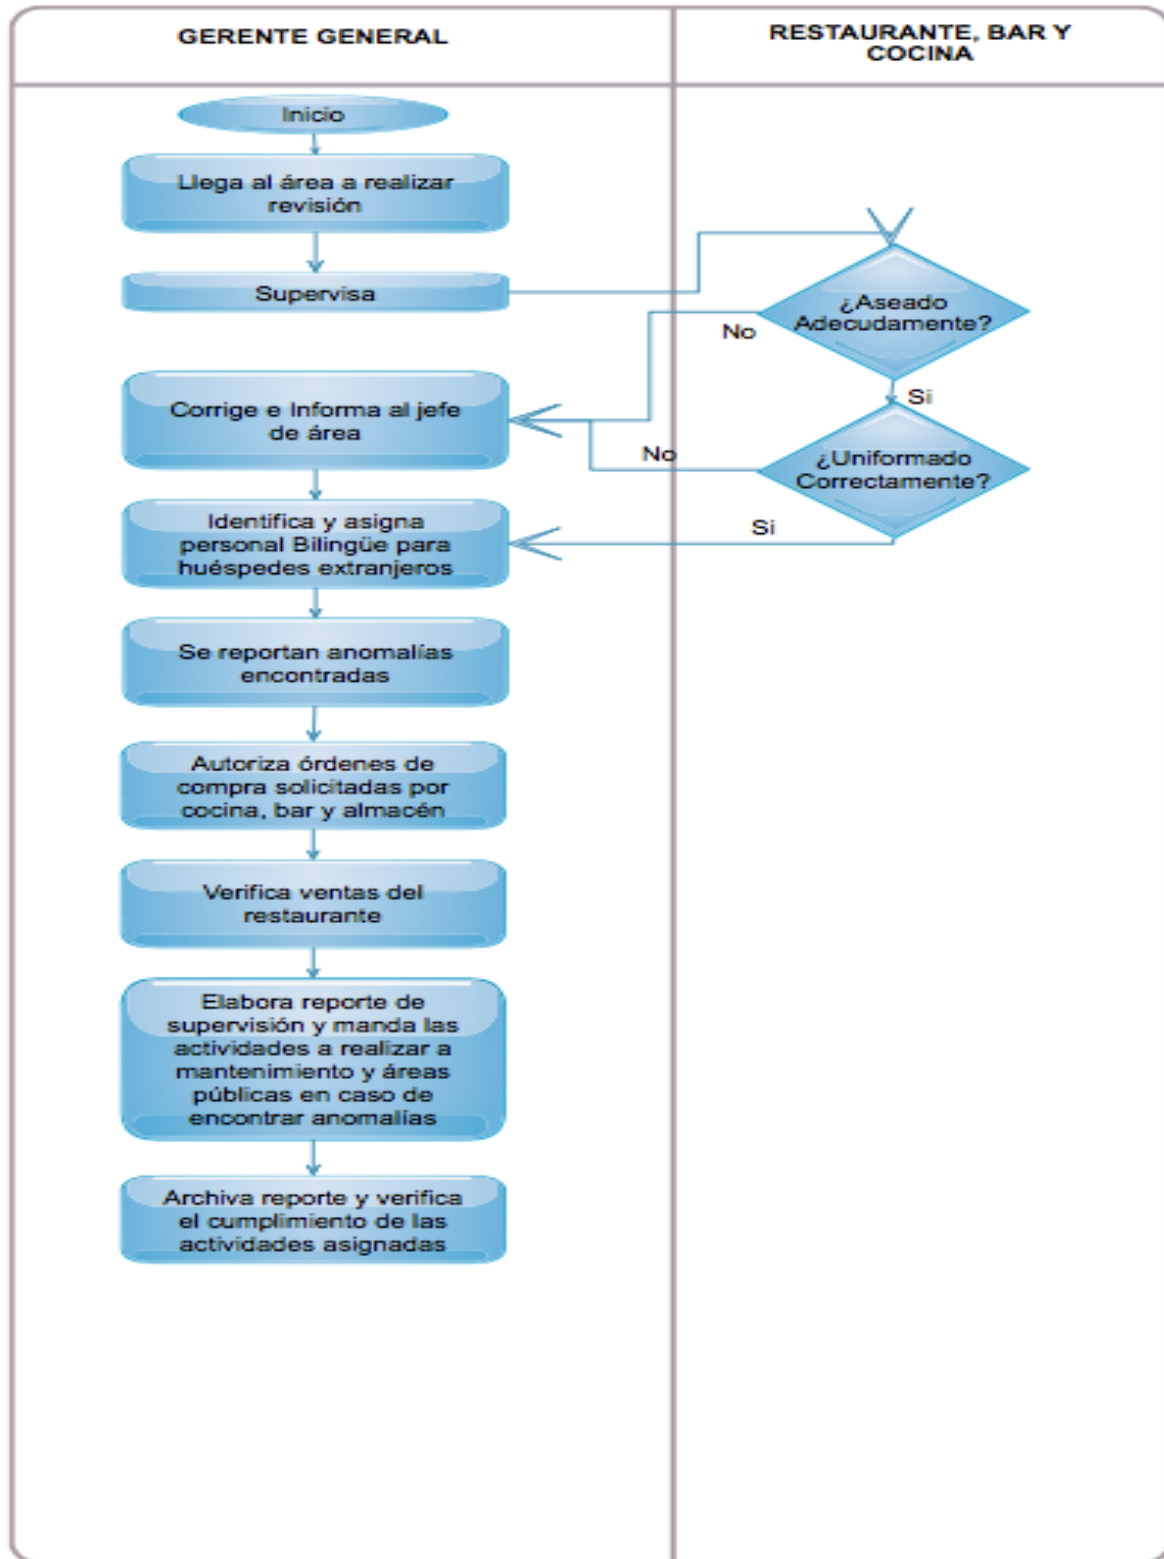 GERENTE GENERAL
RESTAURANTE, BAR Y
COCINA
Inicio
Llega al área a realizar
revisión
Supervisa
¿Aseado
Adecudamente?
No
Si
Corrige e Informa al jefe
de área
¿Uniformado
Correctamente?
No
Si
Identifica y asigna
personal Bilingüe para
huéspedes extranjeros
Se reportan anomalías
encontradas
Autoriza órdenes de
compra solicitadas por
cocina, bar y almacén
Verifica ventas del
restaurante
Elabora reporte de
supervisión y manda las
actividades a realizar a
mantenimiento y áreas
públicas en caso de
encontrar anomalías
Archiva reporte y verifica
el cumplimiento de las
actividades asignadas